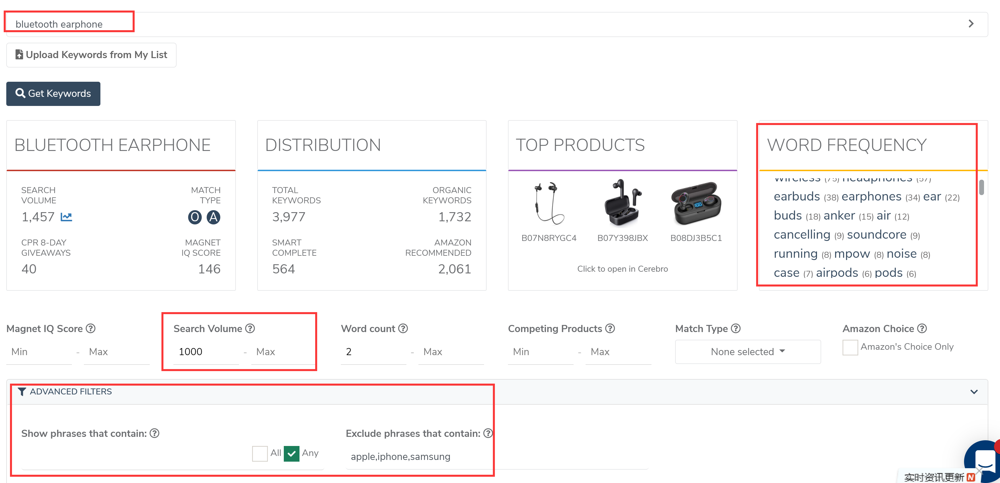 bluetooth earphone
Upload Keywords from My List
Get Keywords
BLUETOOTH EARPHONE
SEARCH VOLUME
1,457
MATCH TYPE
O A
CPR 8-DAY GIVEAWAYS
40
MAGNET IQ SCORE
146
DISTRIBUTION
TOTAL KEYWORDS
3,977
ORGANIC KEYWORDS
1,732
SMART COMPLETE
564
AMAZON RECOMMENDED
2,061
TOP PRODUCTS
B07N8RYGC4 B07Y398JBX B08DJ3B5C1
Click to open in Cerebro
WORD FREQUENCY
wireless (75) headphones (57)
earbuds (38) earphones (34) ear (22)
buds (18) anker (15) air (12)
cancelling (9) soundcore (9)
running (8) mpow (8) noise (8)
case (7) airpods (6) pods (6)
Magnet IQ Score ?
Min - Max
Search Volume ?
1000 - Max
Word count ?
2 - Max
Competing Products ?
Min - Max
Match Type ?
None selected
Amazon Choice ?
Amazon's Choice Only
ADVANCED FILTERS
Show phrases that contain: ?
All Any
Exclude phrases that contain: ?
apple,iphone,samsung
实时资讯更新 N